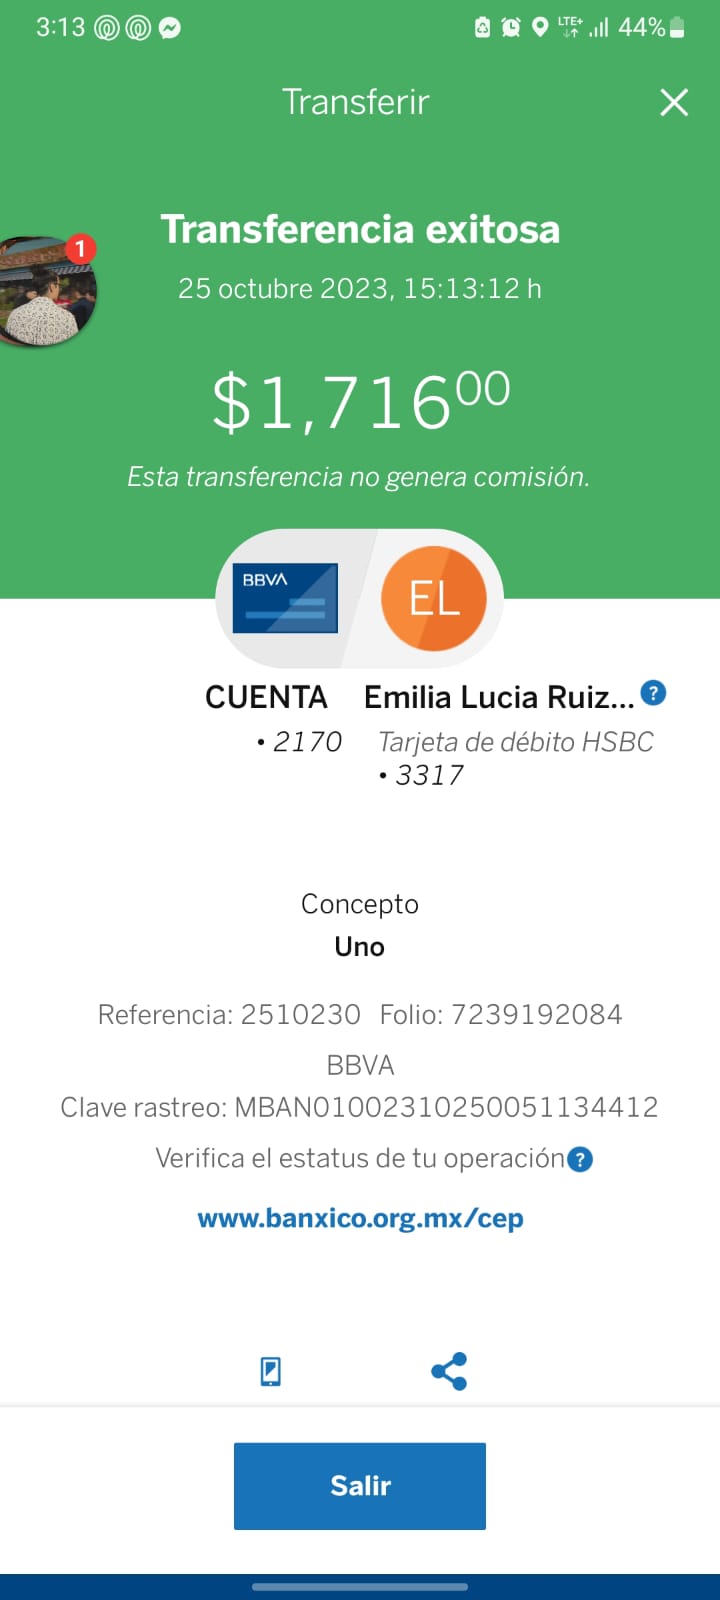 3:13 LTE+ 44%
Transferir
1
Transferencia exitosa
25 octubre 2023, 15:13:12 h
$1,716⁰⁰
Esta transferencia no genera comisión.
BBVA EL
CUENTA Emilia Lucia Ruiz... ?
• 2170 Tarjeta de débito HSBC
• 3317
Concepto
Uno
Referencia: 2510230 Folio: 7239192084
BBVA
Clave rastreo: MBAN01002310250051134412
Verifica el estatus de tu operación ?
www.banxico.org.mx/cep
Salir